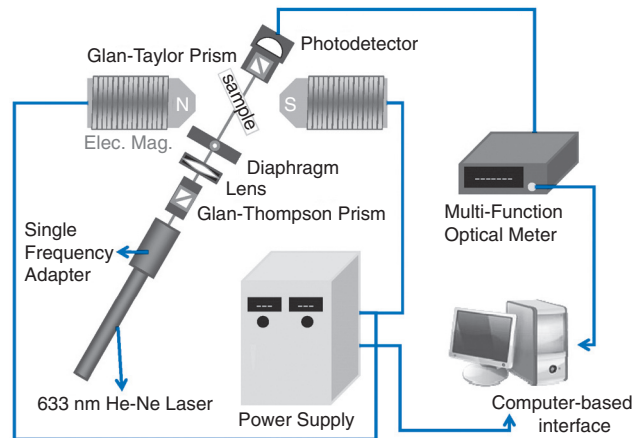 Glan-Taylor Prism
Photodetector
N
sample
S
Elec. Mag.
Diaphragm
Lens
Glan-Thompson Prism
Single
Frequency
Adapter
Multi-Function
Optical Meter
633 nm He-Ne Laser
Power Supply
Computer-based
interface